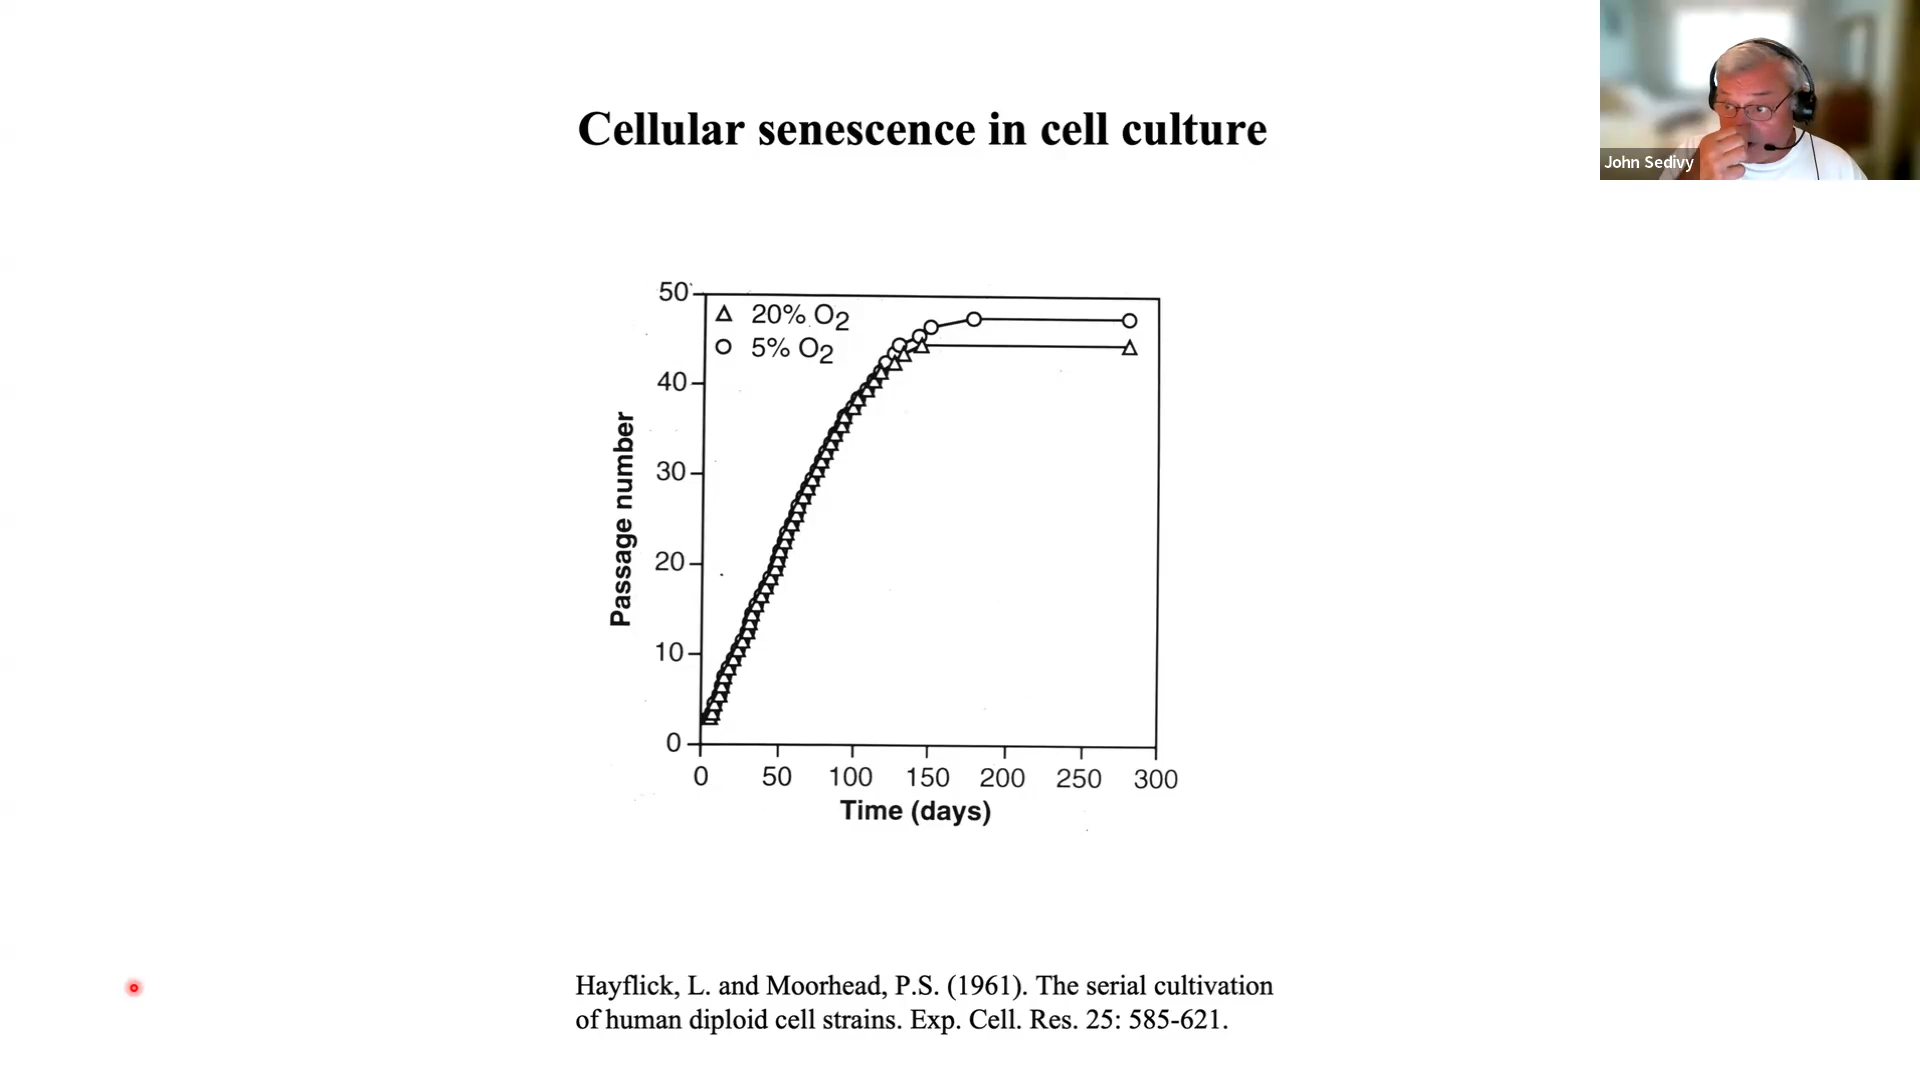 Cellular senescence in cell culture
John Sedivy
50
20% O2
5% O2
40
30
20
10
0
Passage number
0 50 100 150 200 250 300
Time (days)
Hayflick, L. and Moorhead, P.S. (1961). The serial cultivation
of human diploid cell strains. Exp. Cell. Res. 25: 585-621.